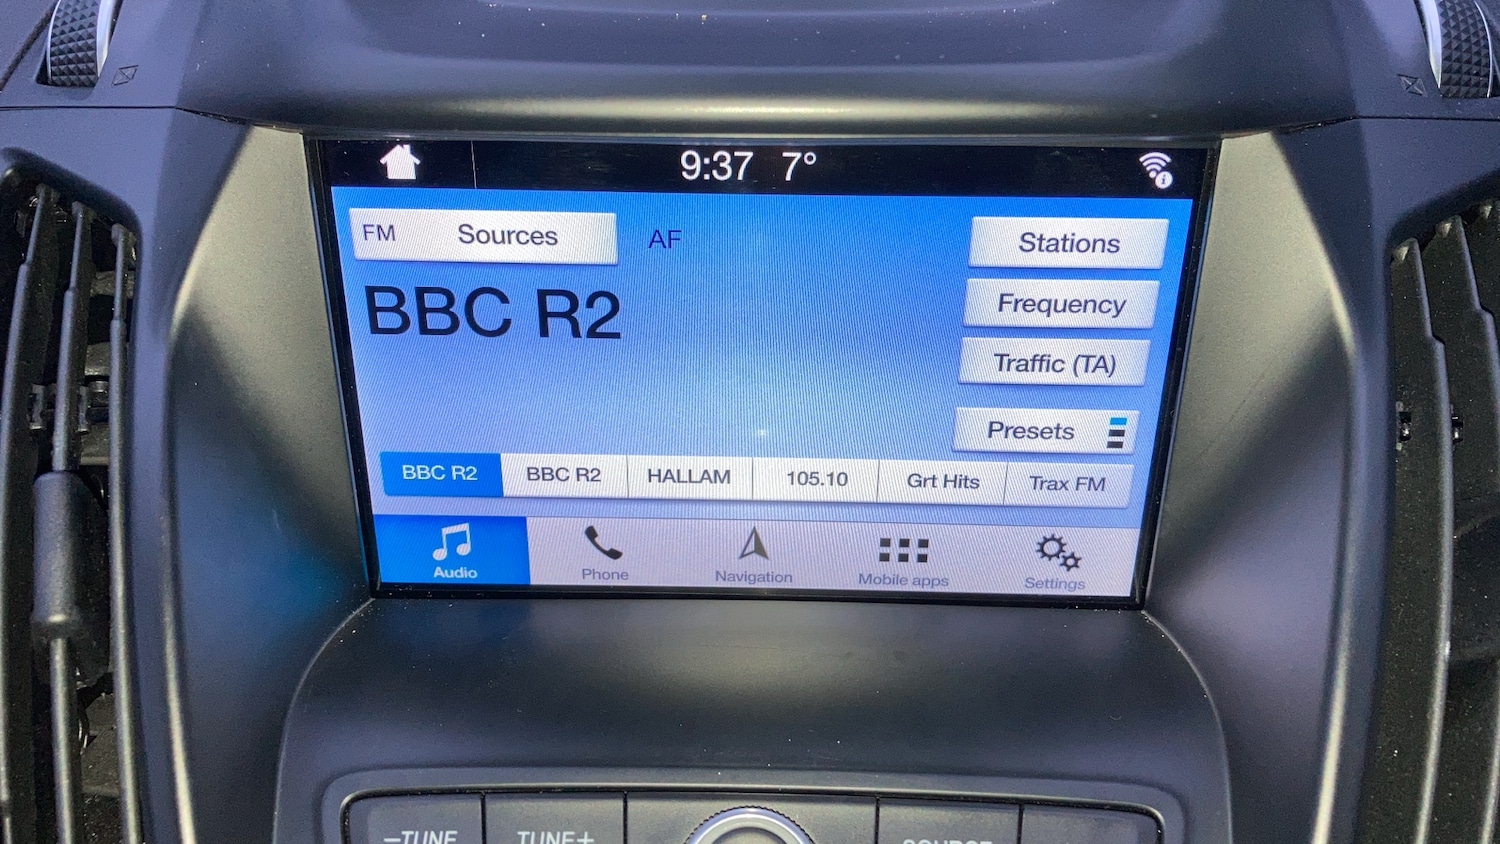 9:37 7°
FM Sources AF
Stations
BBC R2
Frequency
Traffic (TA)
Presets
BBC R2 BBC R2 HALLAM 105.10 Grt Hits Trax FM
Audio Phone Navigation Mobile apps Settings
–TUNE TUNE+ SOURCE